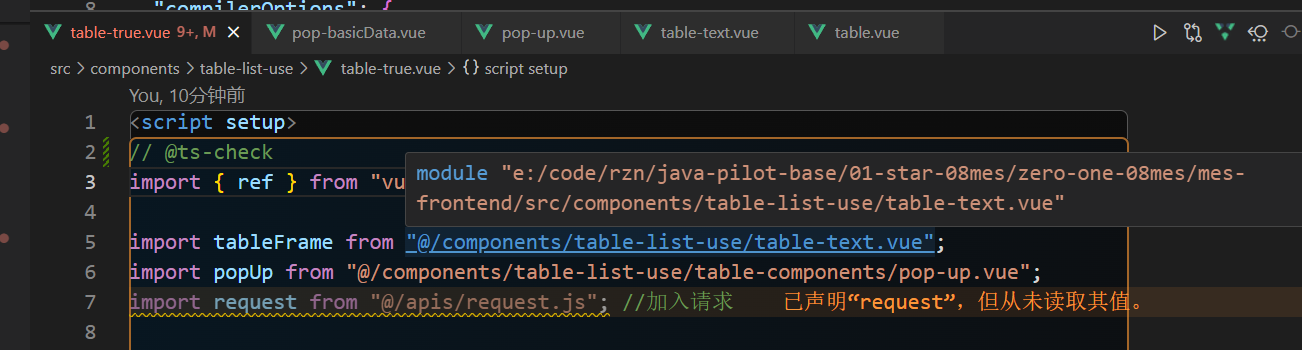 8 "compilerOptions": {
table-true.vue 9+, M × pop-basicData.vue pop-up.vue table-text.vue table.vue
src > components > table-list-use > table-true.vue > {} script setup
You, 10分钟前
1 <script setup>
2 // @ts-check
3 import { ref } from "vu
module "e:/code/rzn/java-pilot-base/01-star-08mes/zero-one-08mes/mes-
frontend/src/components/table-list-use/table-text.vue"
4
5 import tableFrame from "@/components/table-list-use/table-text.vue";
6 import popUp from "@/components/table-list-use/table-components/pop-up.vue";
7 import request from "@/apis/request.js"; //加入请求 已声明“request”，但从未读取其值。
8